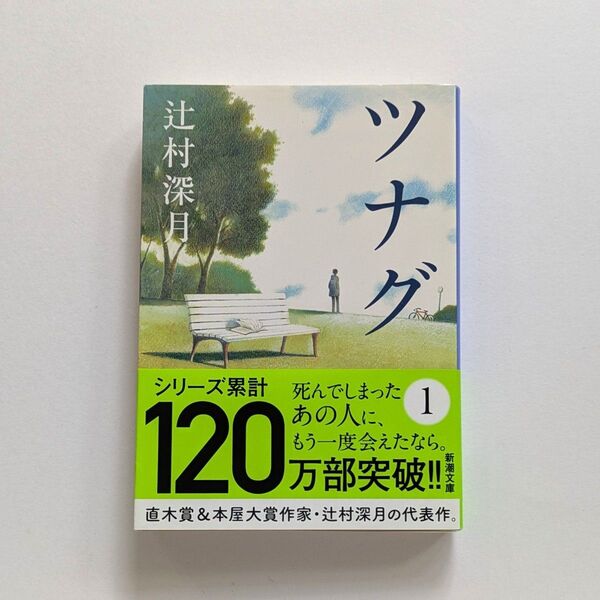 ツナグ
辻村深月
シリーズ累計
120
万部突破!!
死んでしまった
あの人に、
もう一度会えたなら。
1
新潮文庫
直木賞&本屋大賞作家・辻村深月の代表作。